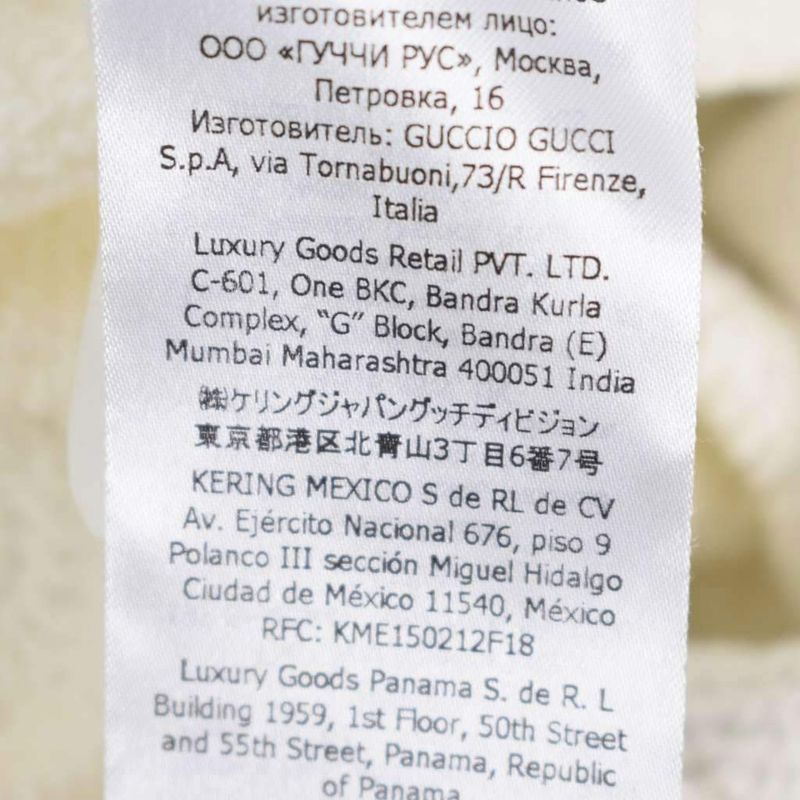 изготовителем лицо:
ООО «ГУЧЧИ РУС», Москва,
Петровка, 16
Изготовитель: GUCCIO GUCCI
S.p.A, via Tornabuoni,73/R Firenze,
Italia
Luxury Goods Retail PVT. LTD.
C-601, One BKC, Bandra Kurla
Complex, “G” Block, Bandra (E)
Mumbai Maharashtra 400051 India
㈱ケリングジャパングッチディビジョン
東京都港区北青山3丁目6番7号
KERING MEXICO S de RL de CV
Av. Ejército Nacional 676, piso 9
Polanco III sección Miguel Hidalgo
Ciudad de México 11540, México
RFC: KME150212F18
Luxury Goods Panama S. de R. L
Building 1959, 1st Floor, 50th Street
and 55th Street, Panama, Republic
of Panama